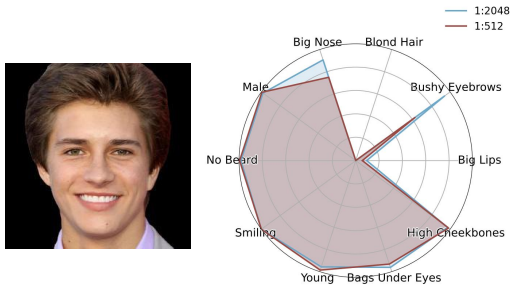 1:2048
1:512
Big Nose
Blond Hair
Male
Bushy Eyebrows
No Beard
Big Lips
Smiling
High Cheekbones
Young
Bags Under Eyes